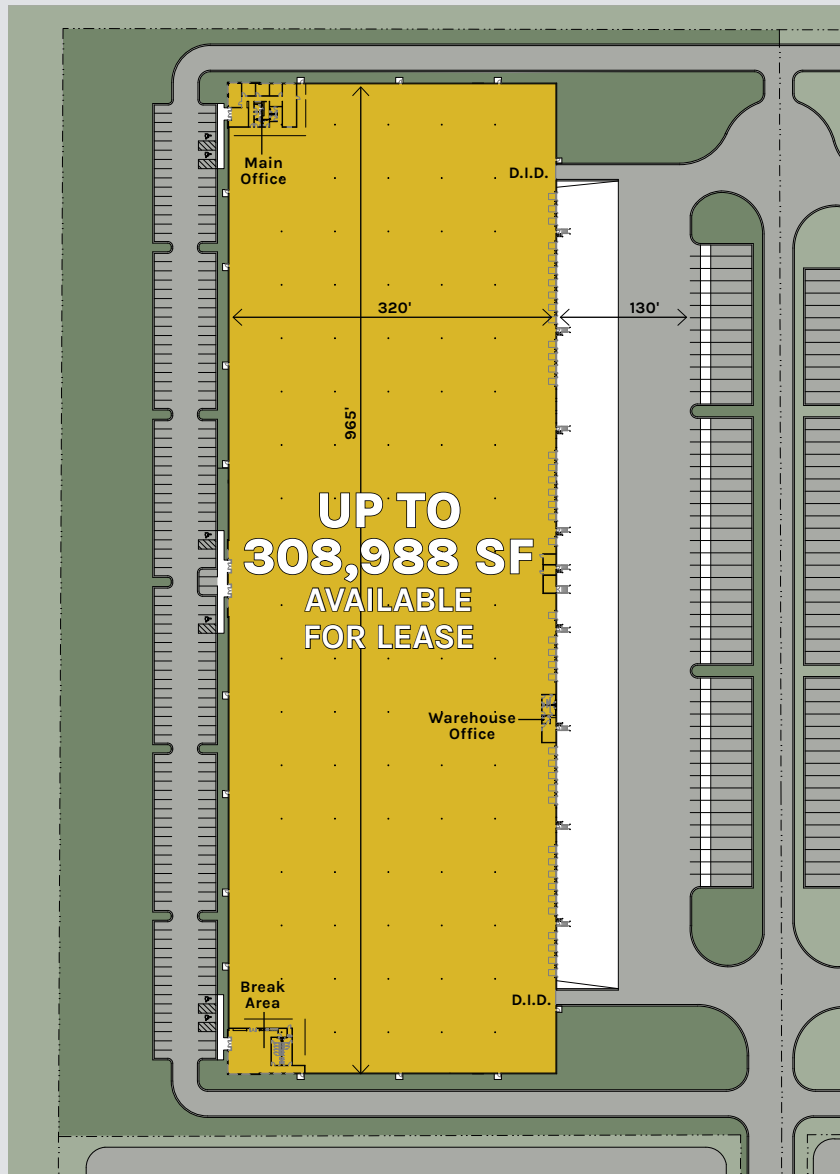 Main
Office
D.I.D.
320'
130'
965'
UP TO
308,988 SF
AVAILABLE
FOR LEASE
Warehouse
Office
Break
Area
D.I.D.